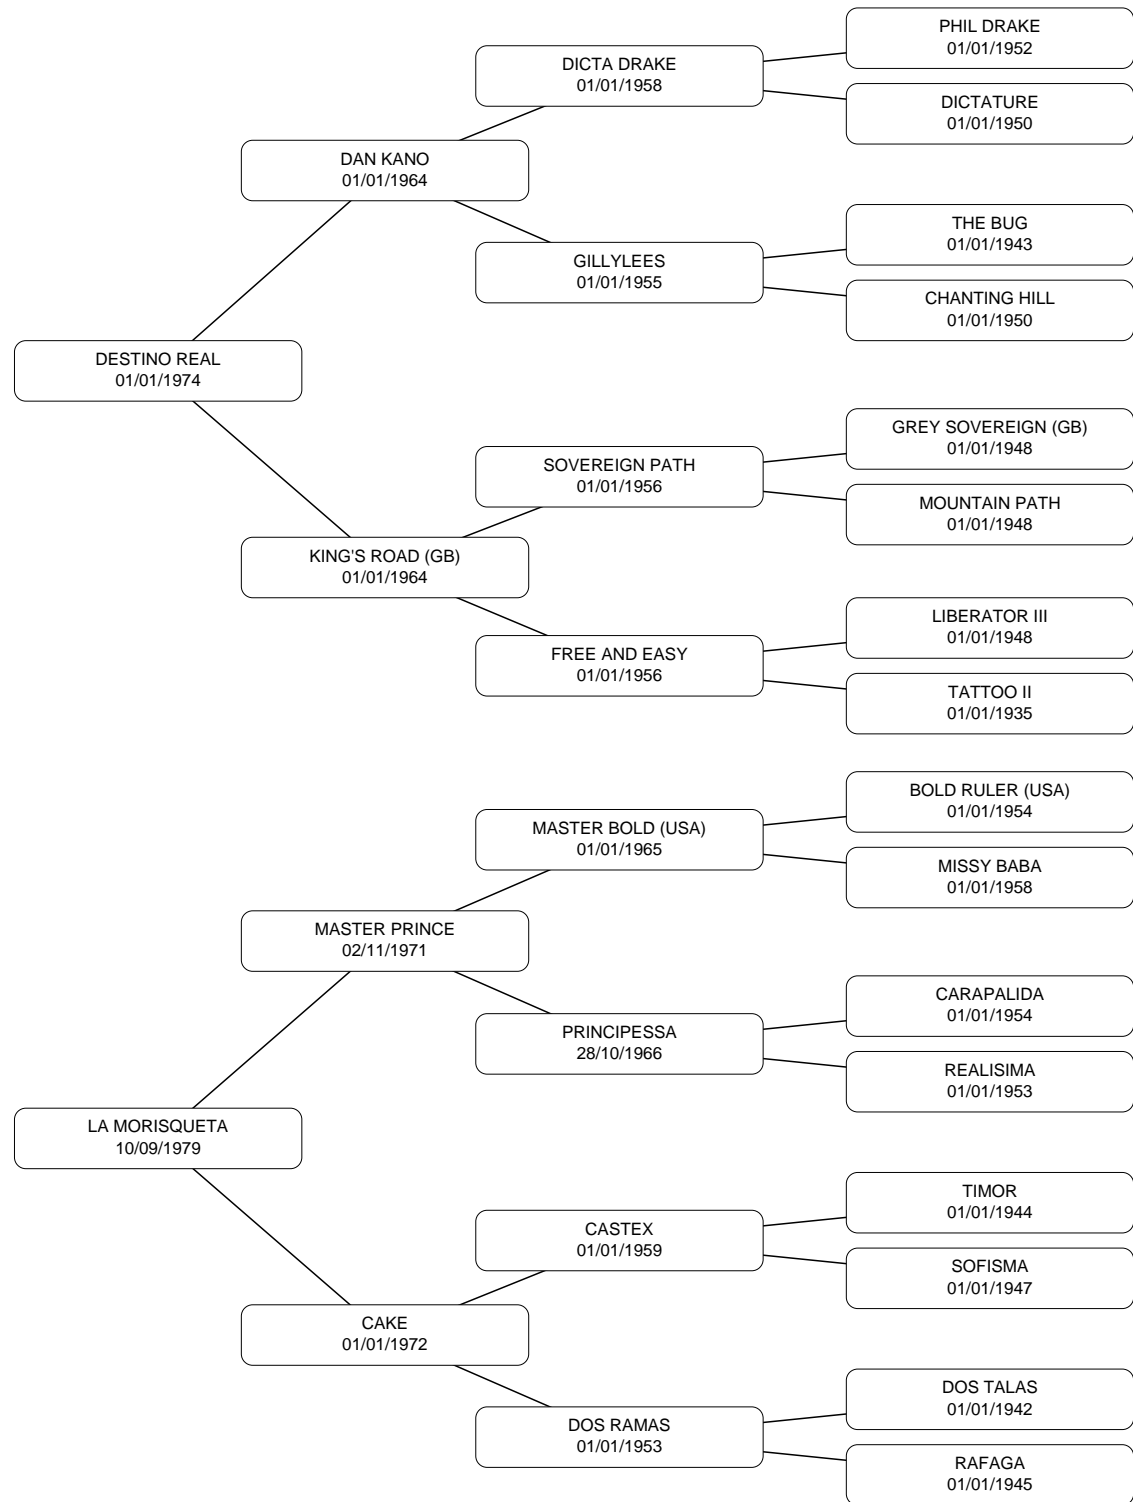 PHIL DRAKE
01/01/1952
DICTA DRAKE
01/01/1958
DICTATURE
01/01/1950
DAN KANO
01/01/1964
THE BUG
01/01/1943
GILLYLEES
01/01/1955
CHANTING HILL
01/01/1950
DESTINO REAL
01/01/1974
GREY SOVEREIGN (GB)
01/01/1948
SOVEREIGN PATH
01/01/1956
MOUNTAIN PATH
01/01/1948
KING'S ROAD (GB)
01/01/1964
LIBERATOR III
01/01/1948
FREE AND EASY
01/01/1956
TATTOO II
01/01/1935
BOLD RULER (USA)
01/01/1954
MASTER BOLD (USA)
01/01/1965
MISSY BABA
01/01/1958
MASTER PRINCE
02/11/1971
CARAPALIDA
01/01/1954
PRINCIPESSA
28/10/1966
REALISIMA
01/01/1953
LA MORISQUETA
10/09/1979
TIMOR
01/01/1944
CASTEX
01/01/1959
SOFISMA
01/01/1947
CAKE
01/01/1972
DOS TALAS
01/01/1942
DOS RAMAS
01/01/1953
RAFAGA
01/01/1945